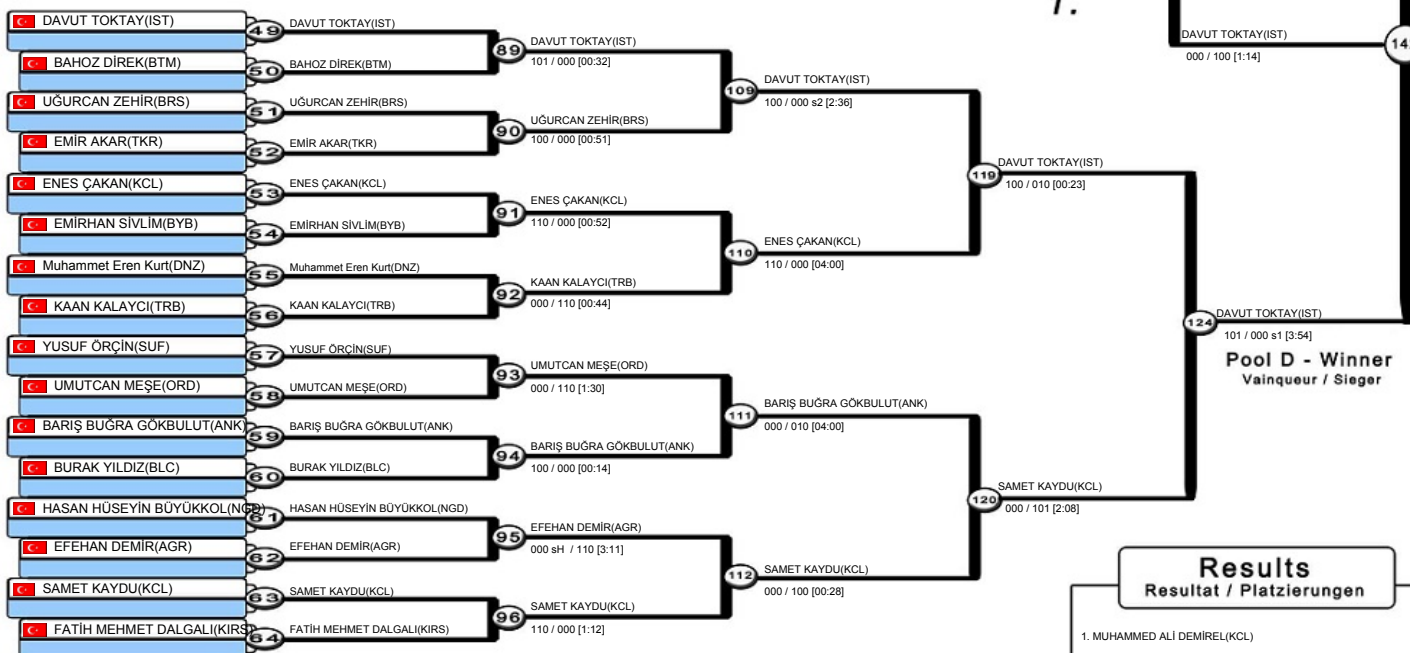 DAVUT TOKTAY(IST)
BAHOZ DİREK(BTM)
UĞURCAN ZEHİR(BRS)
EMİR AKAR(TKR)
ENES ÇAKAN(KCL)
EMİRHAN SİVLİM(BYB)
Muhammet Eren Kurt(DNZ)
KAAN KALAYCI(TRB)
YUSUF ÖRÇİN(SUF)
UMUTCAN MEŞE(ORD)
BARIŞ BUĞRA GÖKBULUT(ANK)
BURAK YILDIZ(BLC)
HASAN HÜSEYİN BÜYÜKKOL(NGD)
EFEHAN DEMİR(AGR)
SAMET KAYDU(KCL)
FATİH MEHMET DALGALI(KIRS)
49 DAVUT TOKTAY(IST)
50 BAHOZ DİREK(BTM)
51 UĞURCAN ZEHİR(BRS)
52 EMİR AKAR(TKR)
53 ENES ÇAKAN(KCL)
54 EMİRHAN SİVLİM(BYB)
55 Muhammet Eren Kurt(DNZ)
56 KAAN KALAYCI(TRB)
57 YUSUF ÖRÇİN(SUF)
58 UMUTCAN MEŞE(ORD)
59 BARIŞ BUĞRA GÖKBULUT(ANK)
60 BURAK YILDIZ(BLC)
61 HASAN HÜSEYİN BÜYÜKKOL(NGD)
62 EFEHAN DEMİR(AGR)
63 SAMET KAYDU(KCL)
64 FATİH MEHMET DALGALI(KIRS)
89 DAVUT TOKTAY(IST)
101 / 000 [00:32]
90 UĞURCAN ZEHİR(BRS)
100 / 000 [00:51]
91 ENES ÇAKAN(KCL)
110 / 000 [00:52]
92 KAAN KALAYCI(TRB)
000 / 110 [00:44]
93 UMUTCAN MEŞE(ORD)
000 / 110 [1:30]
94 BARIŞ BUĞRA GÖKBULUT(ANK)
100 / 000 [00:14]
95 EFEHAN DEMİR(AGR)
000 sH / 110 [3:11]
96 SAMET KAYDU(KCL)
110 / 000 [1:12]
109 DAVUT TOKTAY(IST)
100 / 000 s2 [2:36]
110 ENES ÇAKAN(KCL)
110 / 000 [04:00]
111 BARIŞ BUĞRA GÖKBULUT(ANK)
000 / 010 [04:00]
112 SAMET KAYDU(KCL)
000 / 100 [00:28]
119 DAVUT TOKTAY(IST)
100 / 010 [00:23]
120 SAMET KAYDU(KCL)
000 / 101 [2:08]
124 DAVUT TOKTAY(IST)
101 / 000 s1 [3:54]
Pool D - Winner
Vainqueur / Sieger
DAVUT TOKTAY(IST)
000 / 100 [1:14]
Results
Resultat / Platzierungen
1. MUHAMMED ALİ DEMİREL(KCL)